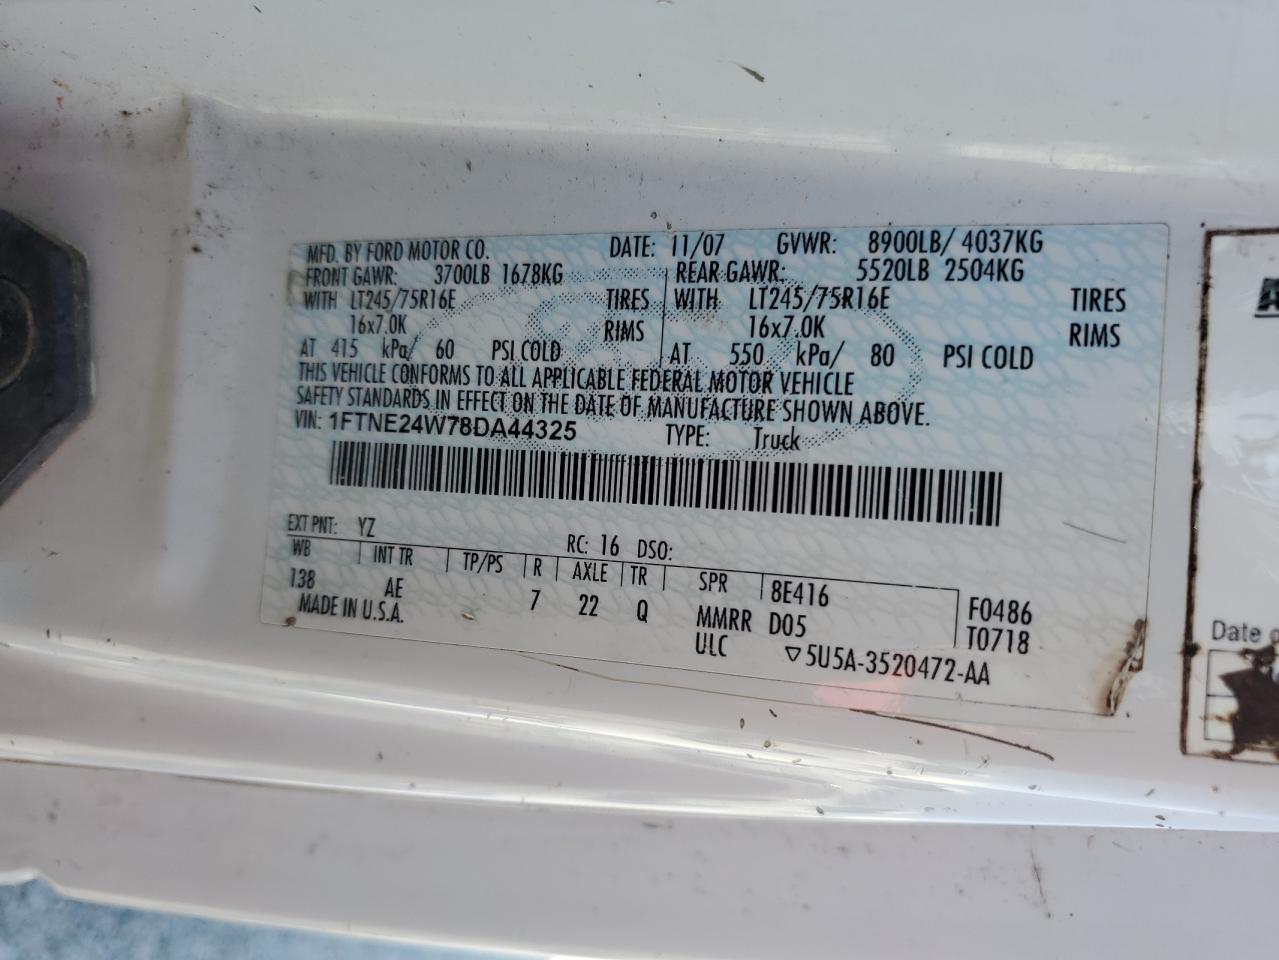 MFD. BY FORD MOTOR CO. DATE: 11/07 GVWR: 8900LB/ 4037KG
FRONT GAWR: 3700LB 1678KG REAR GAWR: 5520LB 2504KG
WITH LT245/75R16E TIRES WITH LT245/75R16E TIRES
16x7.0K RIMS 16x7.0K RIMS
AT 415 kPa/ 60 PSI COLD AT 550 kPa/ 80 PSI COLD
THIS VEHICLE CONFORMS TO ALL APPLICABLE FEDERAL MOTOR VEHICLE
SAFETY STANDARDS IN EFFECT ON THE DATE OF MANUFACTURE SHOWN ABOVE.
VIN: 1FTNE24W78DA44325 TYPE: Truck
EXT PNT: YZ RC: 16 DSO:
WB INT TR TP/PS R AXLE TR SPR 8E416 F0486
138 AE 7 22 Q MMRR D05 T0718
MADE IN U.S.A. ULC ▽5U5A-3520472-AA
Date